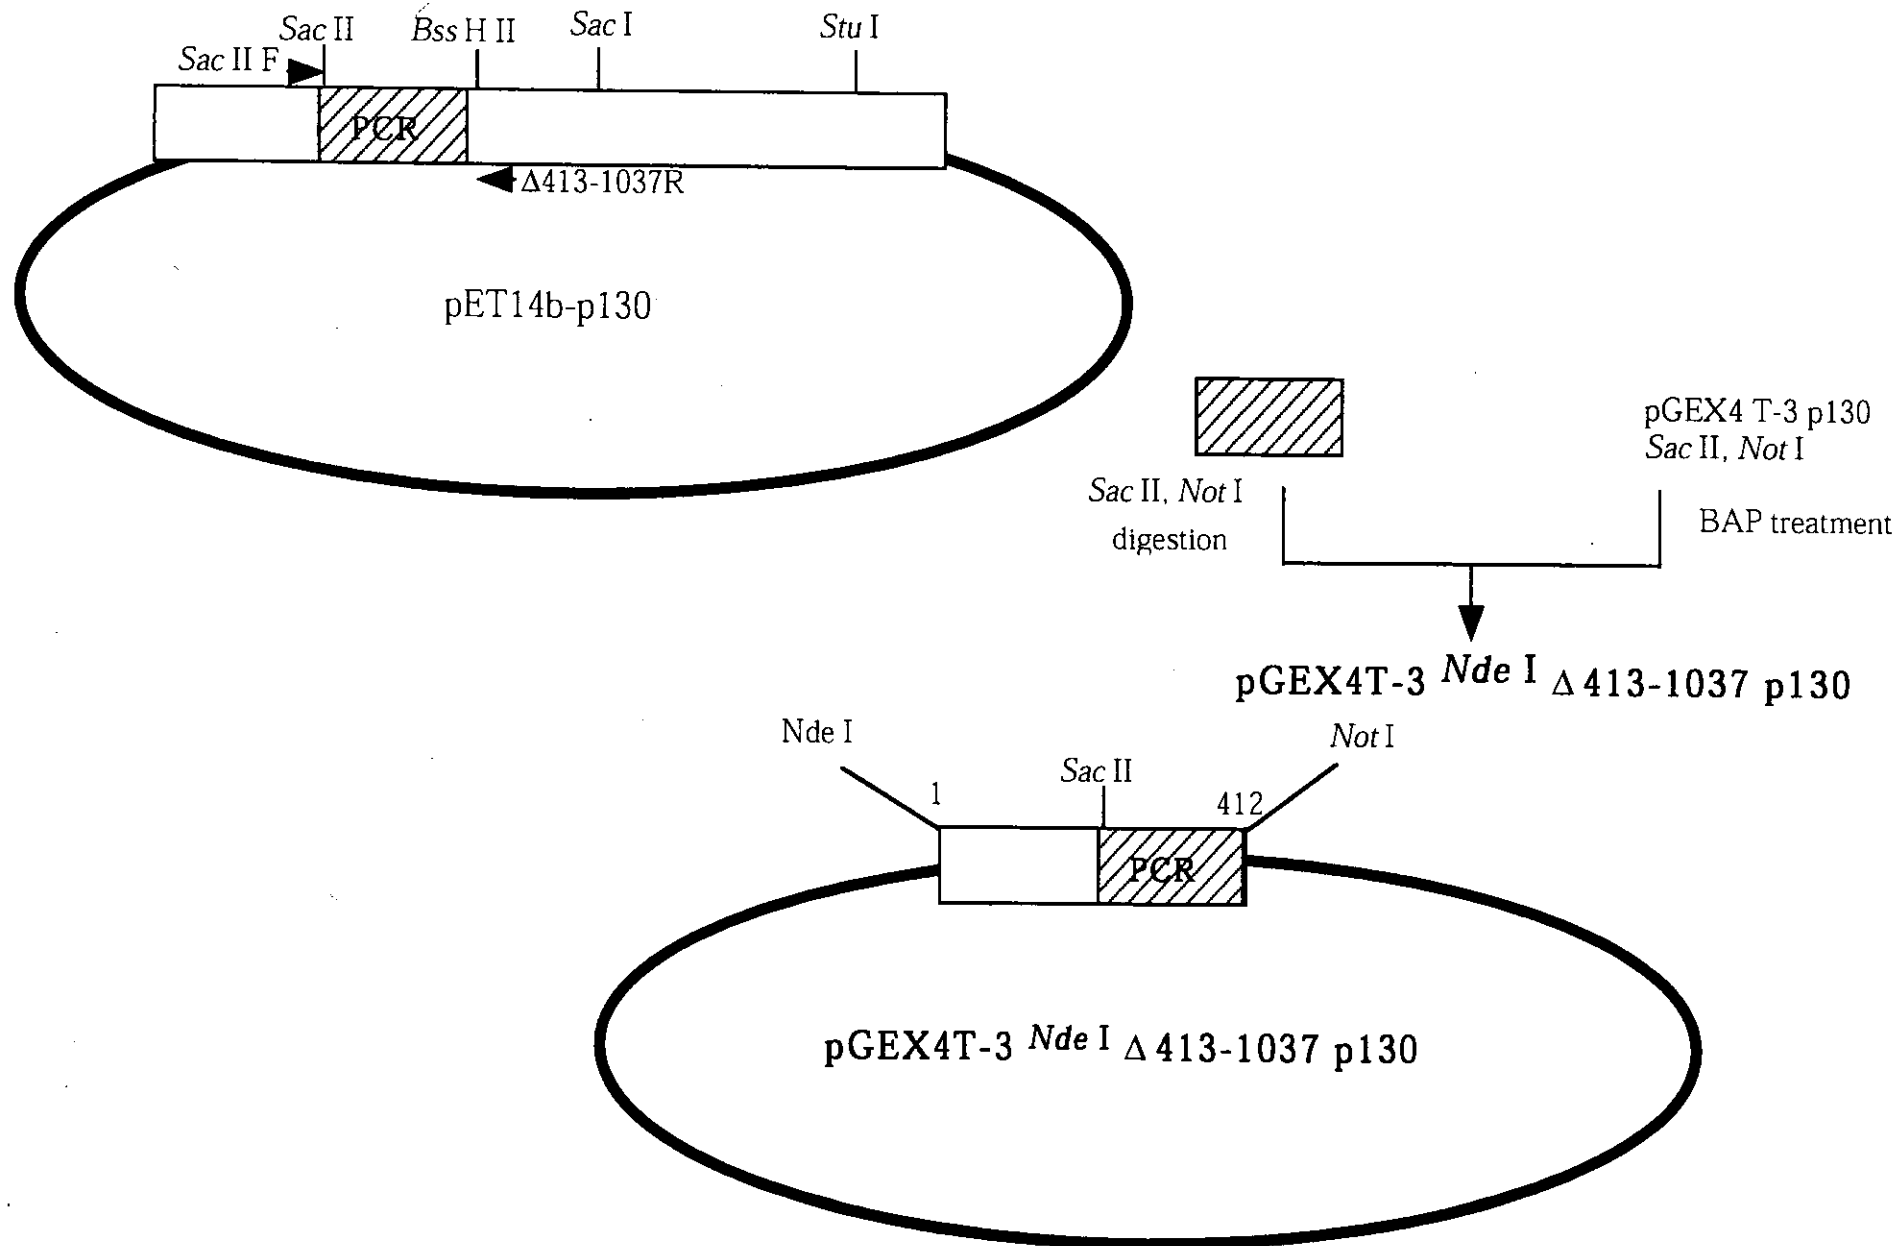 Sac II
Bss H II
Sac I
Stu I
Sac II F
PCR
Δ413-1037R
pET14b-p130
pGEX4 T-3 p130
Sac II, Not I
Sac II, Not I
digestion
BAP treatment
pGEX4T-3 Nde I Δ 413-1037 p130
Nde I
Not I
Sac II
1
412
PCR
pGEX4T-3 Nde I Δ 413-1037 p130